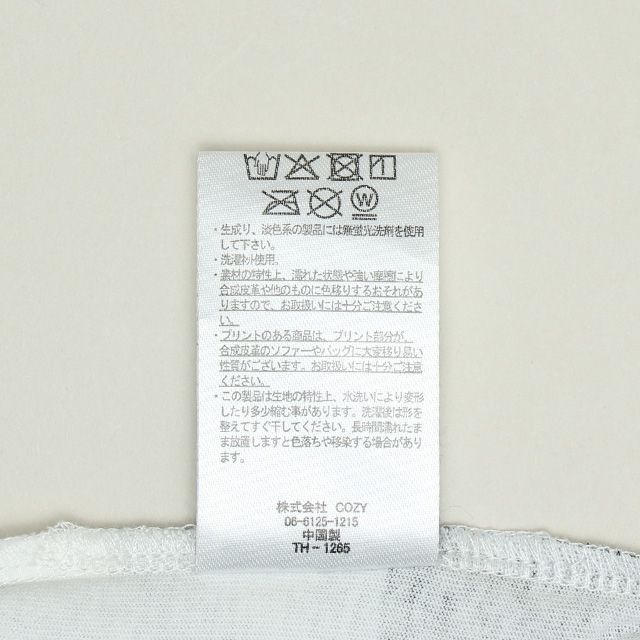 W
・生成り、淡色系の製品には無蛍光洗剤を使用
して下さい。
・洗濯ネット使用。
・素材の特性上、濡れた状態や強い摩擦により
合成皮革や他のものに色移りするおそれがあ
りますので、お取扱いには十分ご注意くださ
い。
・プリントのある商品は、プリント部分が、
合成皮革のソファーやバッグに大変移り易い
性質がございます。お取扱いには十分ご注意
ください。
・この製品は生地の特性上、水洗いにより変形
したり多少縮む事があります。洗濯後は形を
整えてすぐ干してください。長時間濡れたま
まま放置しますと色落ちや移染する場合があり
ます。
株式会社 COZY
06-6125-1215
中国製
TH-1265